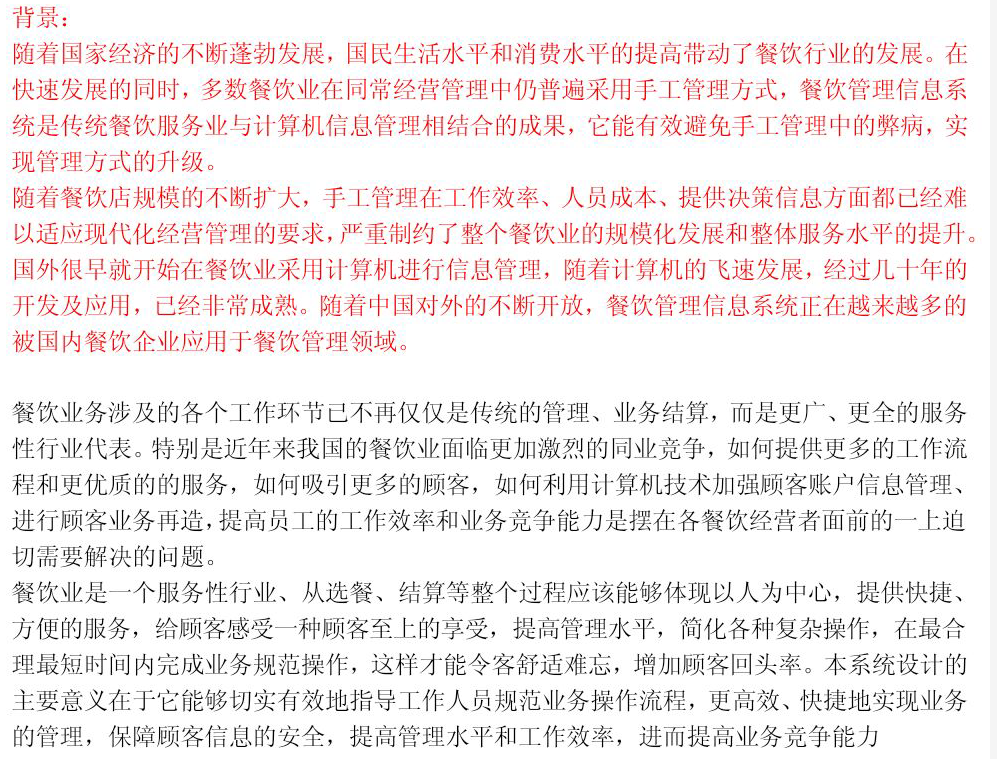 背景：
随着国家经济的不断蓬勃发展，国民生活水平和消费水平的提高带动了餐饮行业的发展。在
快速发展的同时，多数餐饮业在同常经营管理中仍普遍采用手工管理方式，餐饮管理信息系
统是传统餐饮服务业与计算机信息管理相结合的成果，它能有效避免手工管理中的弊病，实
现管理方式的升级。
随着餐饮店规模的不断扩大，手工管理在工作效率、人员成本、提供决策信息方面都已经难
以适应现代化经营管理的要求，严重制约了整个餐饮业的规模化发展和整体服务水平的提升。
国外很早就开始在餐饮业采用计算机进行信息管理，随着计算机的飞速发展，经过几十年的
开发及应用，已经非常成熟。随着中国对外的不断开放，餐饮管理信息系统正在越来越多的
被国内餐饮企业应用于餐饮管理领域。
餐饮业务涉及的各个工作环节已不再仅仅是传统的管理、业务结算，而是更广、更全的服务
性行业代表。特别是近年来我国的餐饮业面临更加激烈的同业竞争，如何提供更多的工作流
程和更优质的的服务，如何吸引更多的顾客，如何利用计算机技术加强顾客账户信息管理、
进行顾客业务再造，提高员工的工作效率和业务竞争能力是摆在各餐饮经营者面前的一上迫
切需要解决的问题。
餐饮业是一个服务性行业、从选餐、结算等整个过程应该能够体现以人为中心，提供快捷、
方便的服务，给顾客感受一种顾客至上的享受，提高管理水平，简化各种复杂操作，在最合
理最短时间内完成业务规范操作，这样才能令客舒适难忘，增加顾客回头率。本系统设计的
主要意义在于它能够切实有效地指导工作人员规范业务操作流程，更高效、快捷地实现业务
的管理，保障顾客信息的安全，提高管理水平和工作效率，进而提高业务竞争能力